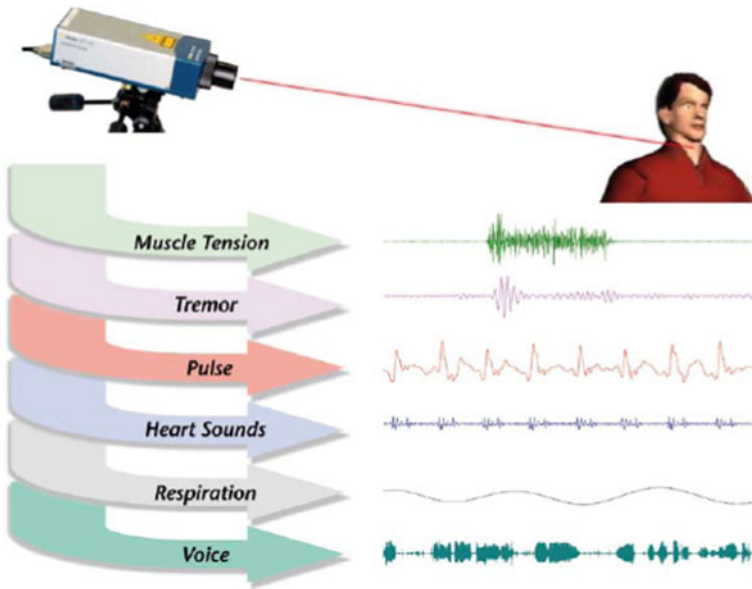 Muscle Tension
Tremor
Pulse
Heart Sounds
Respiration
Voice